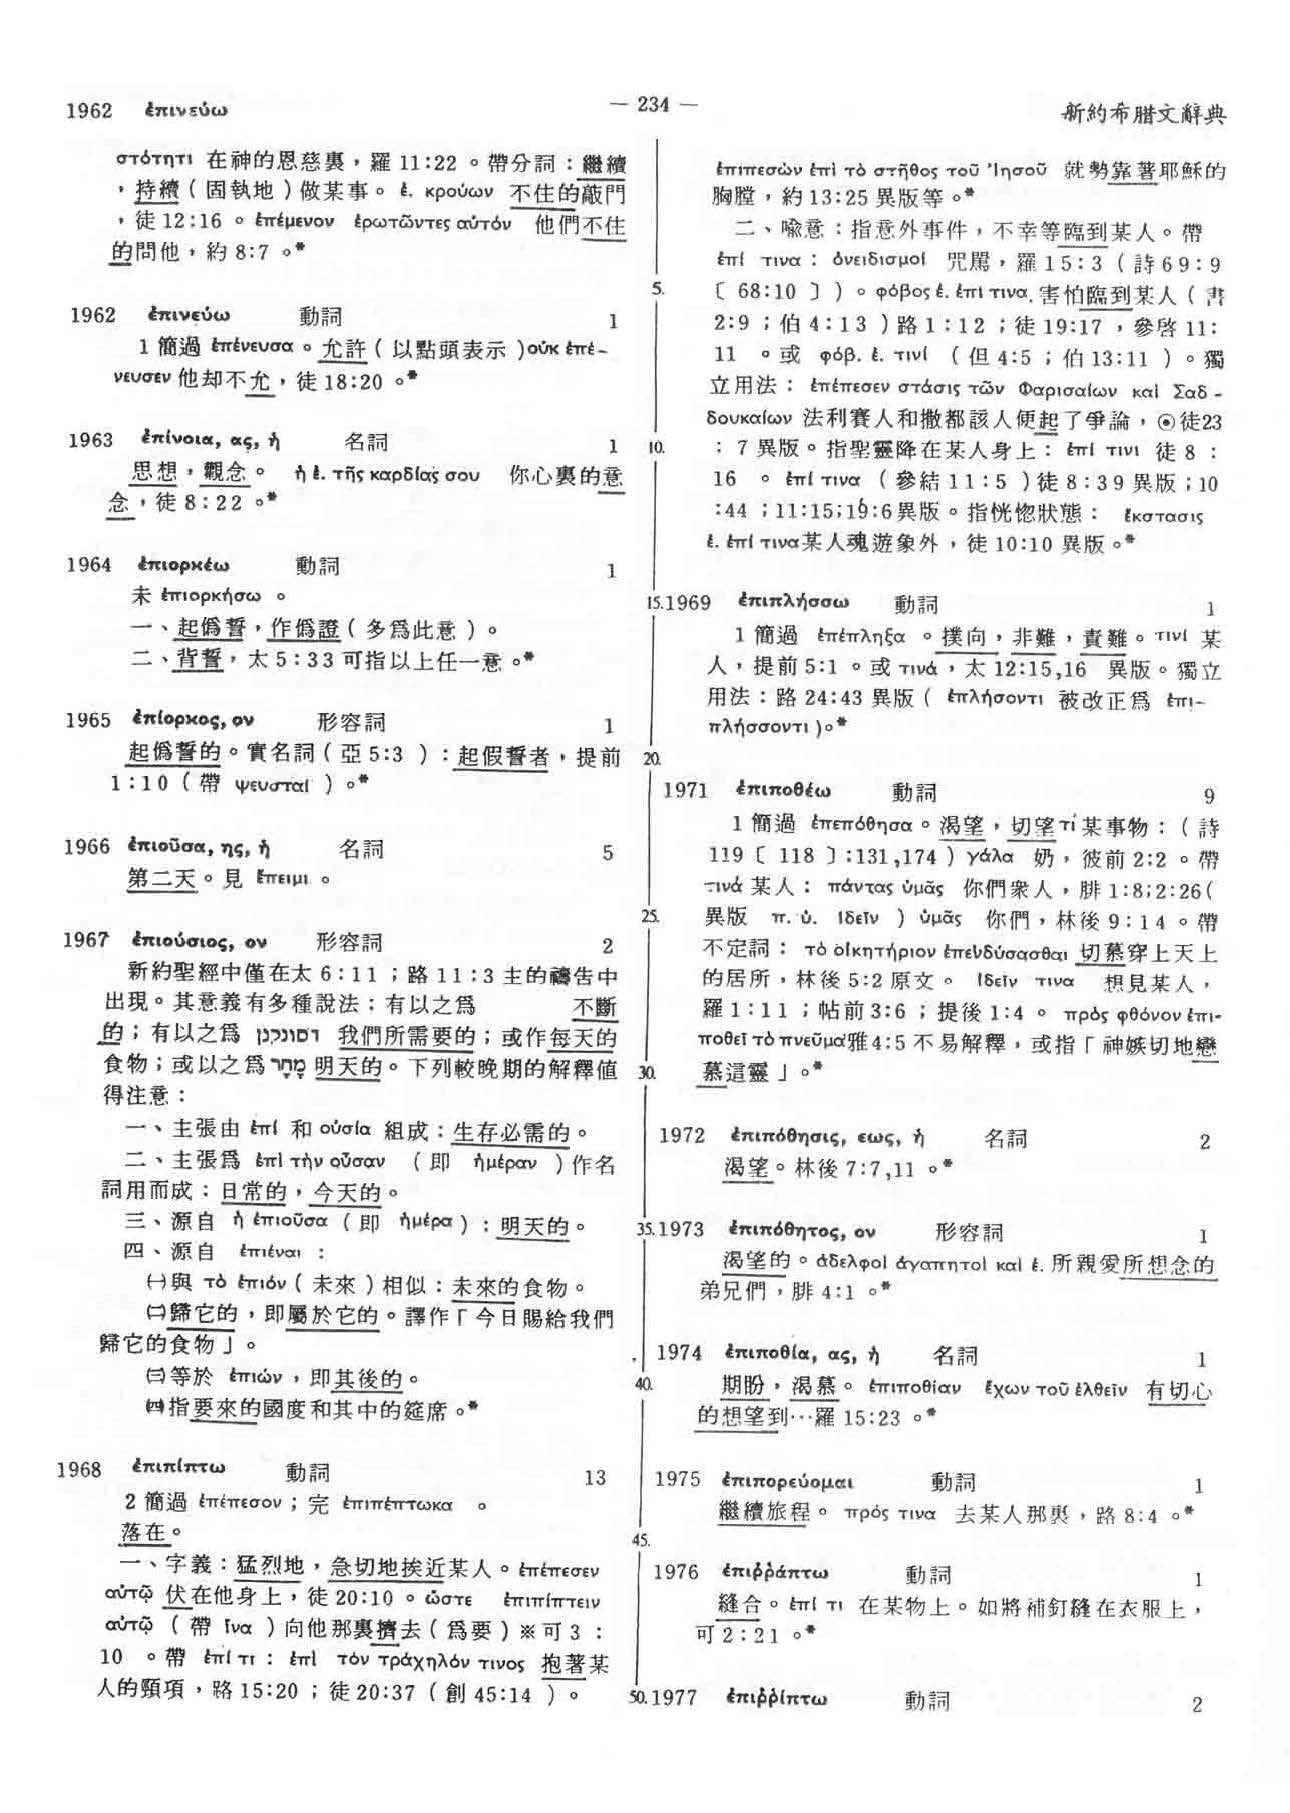 1962 ἐπινεύω
— 234 —
新約希腊文辭典
στότητι 在神的恩慈裏，羅 11:22 。帶分詞：繼續
，持續（固執地）做某事。ἐ. κρούων 不住的敲門
，徒 12:16 。ἐπέμενον ἐρωτῶντες αὐτόν 他們不住
的問他，約 8:7 。*
1962 ἐπινεύω 動詞 1
1 簡過 ἐπένευσα 。允許（以點頭表示）οὐκ ἐπέ-
νευσεν 他却不允，徒 18:20 。*
1963 ἐπίνοια, ας, ἡ 名詞 1
思想，觀念。 ἡ ἐ. τῆς καρδίας σου 你心裏的意
念，徒 8:22 。*
1964 ἐπιορκέω 動詞 1
未 ἐπιορκήσω 。
一、起僞誓，作僞證（多爲此意）。
二、背誓，太 5:33 可指以上任一意。*
1965 ἐπίορκος, ον 形容詞 1
起僞誓的。實名詞（亞 5:3 ）：起假誓者，提前
1:10（帶 ψευσταί ）。*
1966 ἐπιοῦσα, ης, ἡ 名詞 5
第二天。見 ἔπειμι 。
1967 ἐπιούσιος, ον 形容詞 2
新約聖經中僅在太 6:11 ；路 11:3 主的禱告中
出現。其意義有多種說法：有以之爲 不斷
的；有以之爲 דסונכנן 我們所需要的；或作每天的
食物；或以之爲 מָחָר 明天的。下列較晚期的解釋值
得注意：
一、主張由 ἐπί 和 οὐσία 組成：生存必需的。
二、主張爲 ἐπὶ τὴν οὖσαν （即 ἡμέραν ）作名
詞用而成：日常的，今天的。
三、源自 ἡ ἐπιοῦσα（即 ἡμέρα）：明天的。
四、源自 ἐπιέναι ：
㈠與 τὸ ἐπιόν（未來）相似：未來的食物。
㈡歸它的，即屬於它的。譯作「今日賜給我們
歸它的食物」。
㈢等於 ἐπιών ，即其後的。
㈣指要來的國度和其中的筵席。*
1968 ἐπιπίπτω 動詞 13
2 簡過 ἐπέπεσον ；完 ἐπιπέπτωκα 。
落在。
一、字義：猛烈地，急切地挨近某人。ἐπέπεσεν
αὐτῷ 伏在他身上，徒 20:10 。ὥστε ἐπιπίπτειν
αὐτῷ （帶 ἵνα ）向他那裏擠去（爲要）※可 3 :
10 。帶 ἐπί τι : ἐπὶ τὸν τράχηλόν τινος 抱著某
人的頸項，路 15:20 ；徒 20:37（創 45:14 ）。
5.
10.
15.
20.
25.
30.
35.
40.
45.
50.
ἐπιπεσὼν ἐπὶ τὸ στῆθος τοῦ Ἰησοῦ 就勢靠著耶穌的
胸膛，約 13:25 異版等。*
二、喩意：指意外事件，不幸等臨到某人。帶
ἐπί τινα : ὀνειδισμοί 咒罵，羅 15:3（詩 69:9
〔 68:10 〕）。φόβος ἐ. ἐπί τινα. 害怕臨到某人（書
2:9 ；伯 4:13 ）路 1:12 ；徒 19:17 ，參啓 11:
11 。或 φόβ. ἐ. τινί （但 4:5 ；伯 13:11 ）。獨
立用法： ἐπέπεσεν στάσις τῶν Φαρισαίων καὶ Σαδ-
δουκαίων 法利賽人和撒都該人便起了爭論，⊙徒23
: 7 異版。指聖靈降在某人身上： ἐπί τινι 徒 8 :
16 。ἐπί τινα （參結 11:5 ）徒 8:39 異版；10
:44 ；11:15；19:6異版。指恍惚狀態： ἔκστασις
ἐ. ἐπί τινα某人魂遊象外，徒 10:10 異版。*
1969 ἐπιπλήσσω 動詞 1
1 簡過 ἐπέπληξα 。撲向，非難，責難。τινί 某
人，提前 5:1 。或 τινά ，太 12:15,16 異版。獨立
用法：路 24:43 異版（ ἐπλήσοντι 被改正爲 ἐπι-
πλήσσοντι )。*
1971 ἐπιποθέω 動詞 9
1 簡過 ἐπεπόθησα 。渴望，切望 τί 某事物：（詩
119〔 118 〕:131,174 ）γάλα 奶，彼前 2:2 。帶
τινά 某人： πάντας ὑμᾶς 你們衆人，腓 1:8；2:26(
異版 π. ὑ. ἰδεῖν ）ὑμᾶς 你們，林後 9:14 。帶
不定詞： τὸ οἰκητήριον ἐπενδύσασθαι 切慕穿上天上
的居所，林後 5:2 原文。 ἰδεῖν τινα 想見某人，
羅 1:11 ；帖前 3:6 ；提後 1:4 。 πρὸς φθόνον ἐπι-
ποθεῖ τὸ πνεῦμα雅 4:5 不易解釋，或指「神嫉切地戀
慕這靈」。*
1972 ἐπιπόθησις, εως, ἡ 名詞 2
渴望。林後 7:7,11 。*
1973 ἐπιπόθητος, ον 形容詞 1
渴望的。ἀδελφοὶ ἀγαπητοὶ καὶ ἐ. 所親愛所想念的
弟兄們，腓 4:1 。*
1974 ἐπιποθία, ας, ἡ 名詞 1
期盼，渴慕。 ἐπιποθίαν ἔχων τοῦ ἐλθεῖν 有切心
的想望到…羅 15:23 。*
1975 ἐπιπορεύομαι 動詞 1
繼續旅程。 πρός τινα 去某人那裏，路 8:4 。*
1976 ἐπιῤῥάπτω 動詞 1
縫合。ἐπί τι 在某物上。如將補釘縫在衣服上，
可 2:21 。*
1977 ἐπιῤῥίπτω 動詞 2